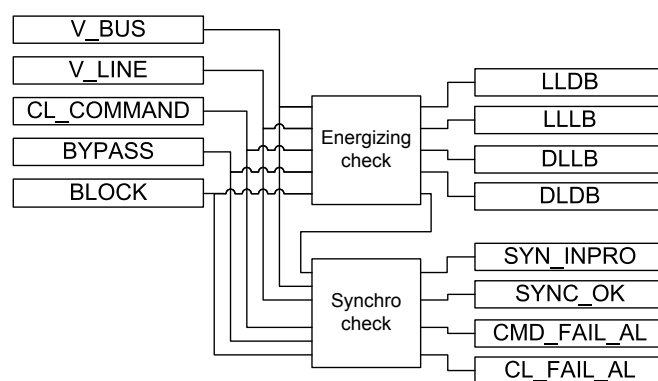 V_BUS
V_LINE
CL_COMMAND
BYPASS
BLOCK
Energizing
check
Synchro
check
LLDB
LLLB
DLLB
DLDB
SYN_INPRO
SYNC_OK
CMD_FAIL_AL
CL_FAIL_AL